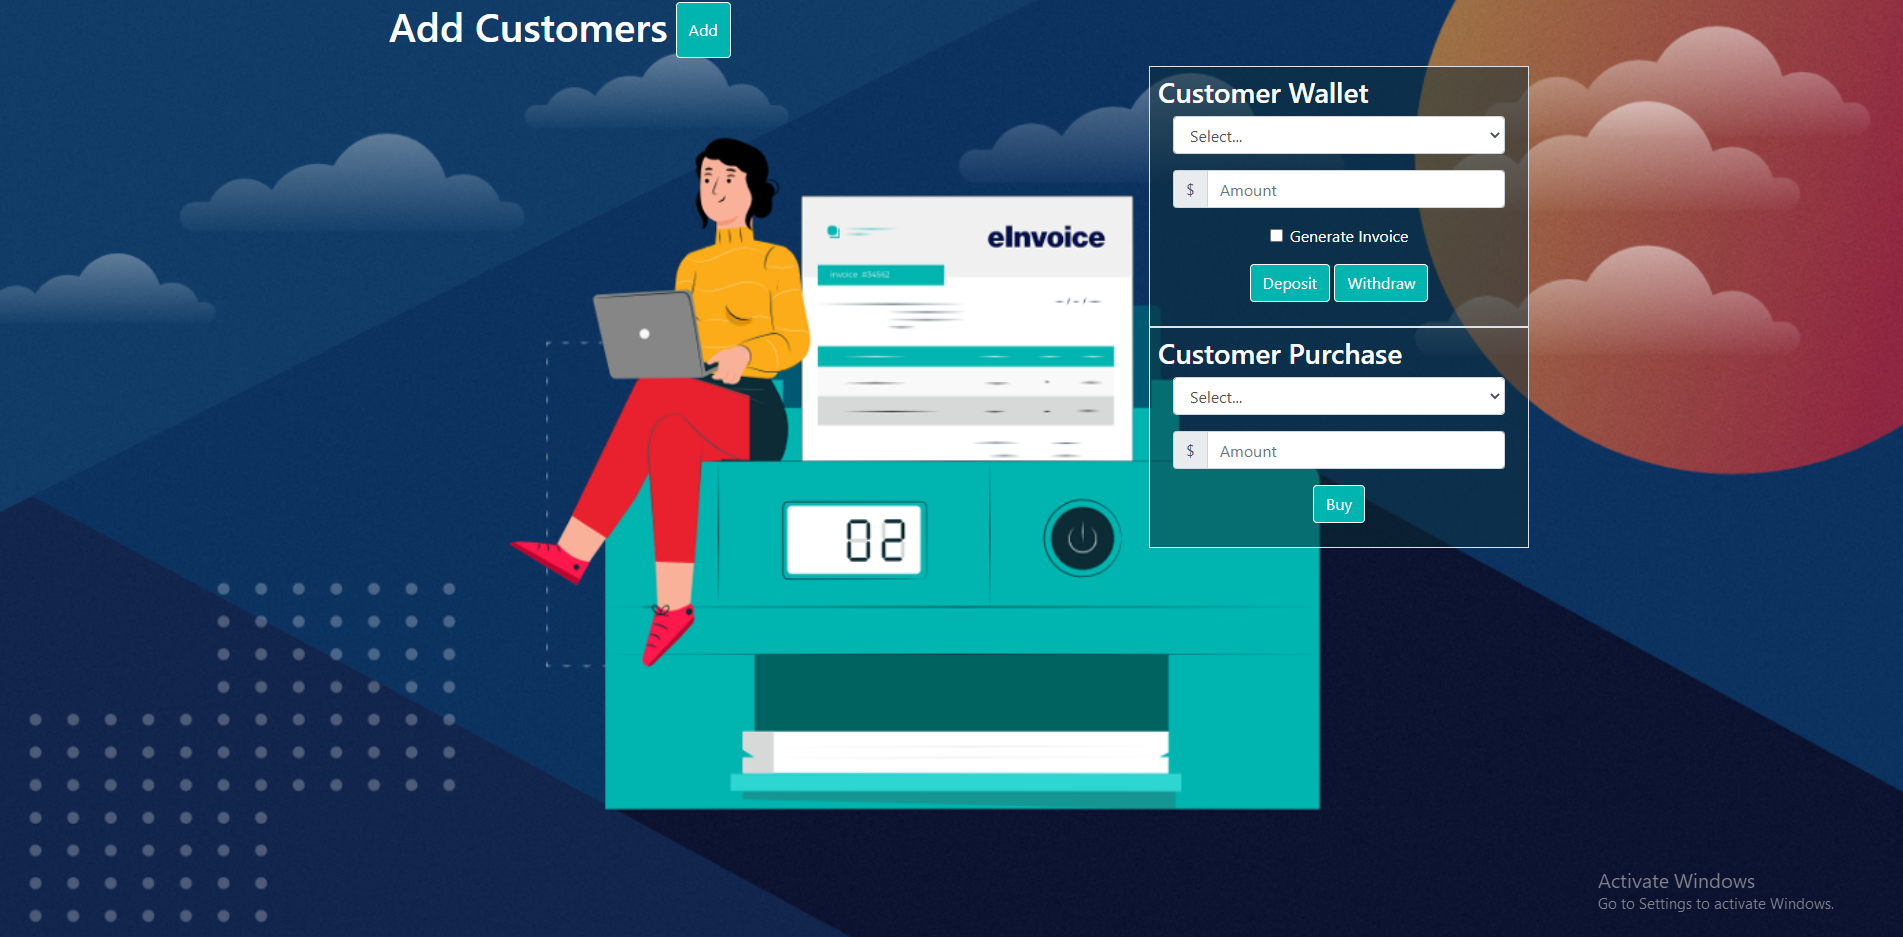 Add Customers Add
Customer Wallet
Select...
$ Amount
Generate Invoice
Deposit Withdraw
Customer Purchase
Select...
$ Amount
Buy
eInvoice
Invoice #34562
-/-/-
02
Activate Windows
Go to Settings to activate Windows.